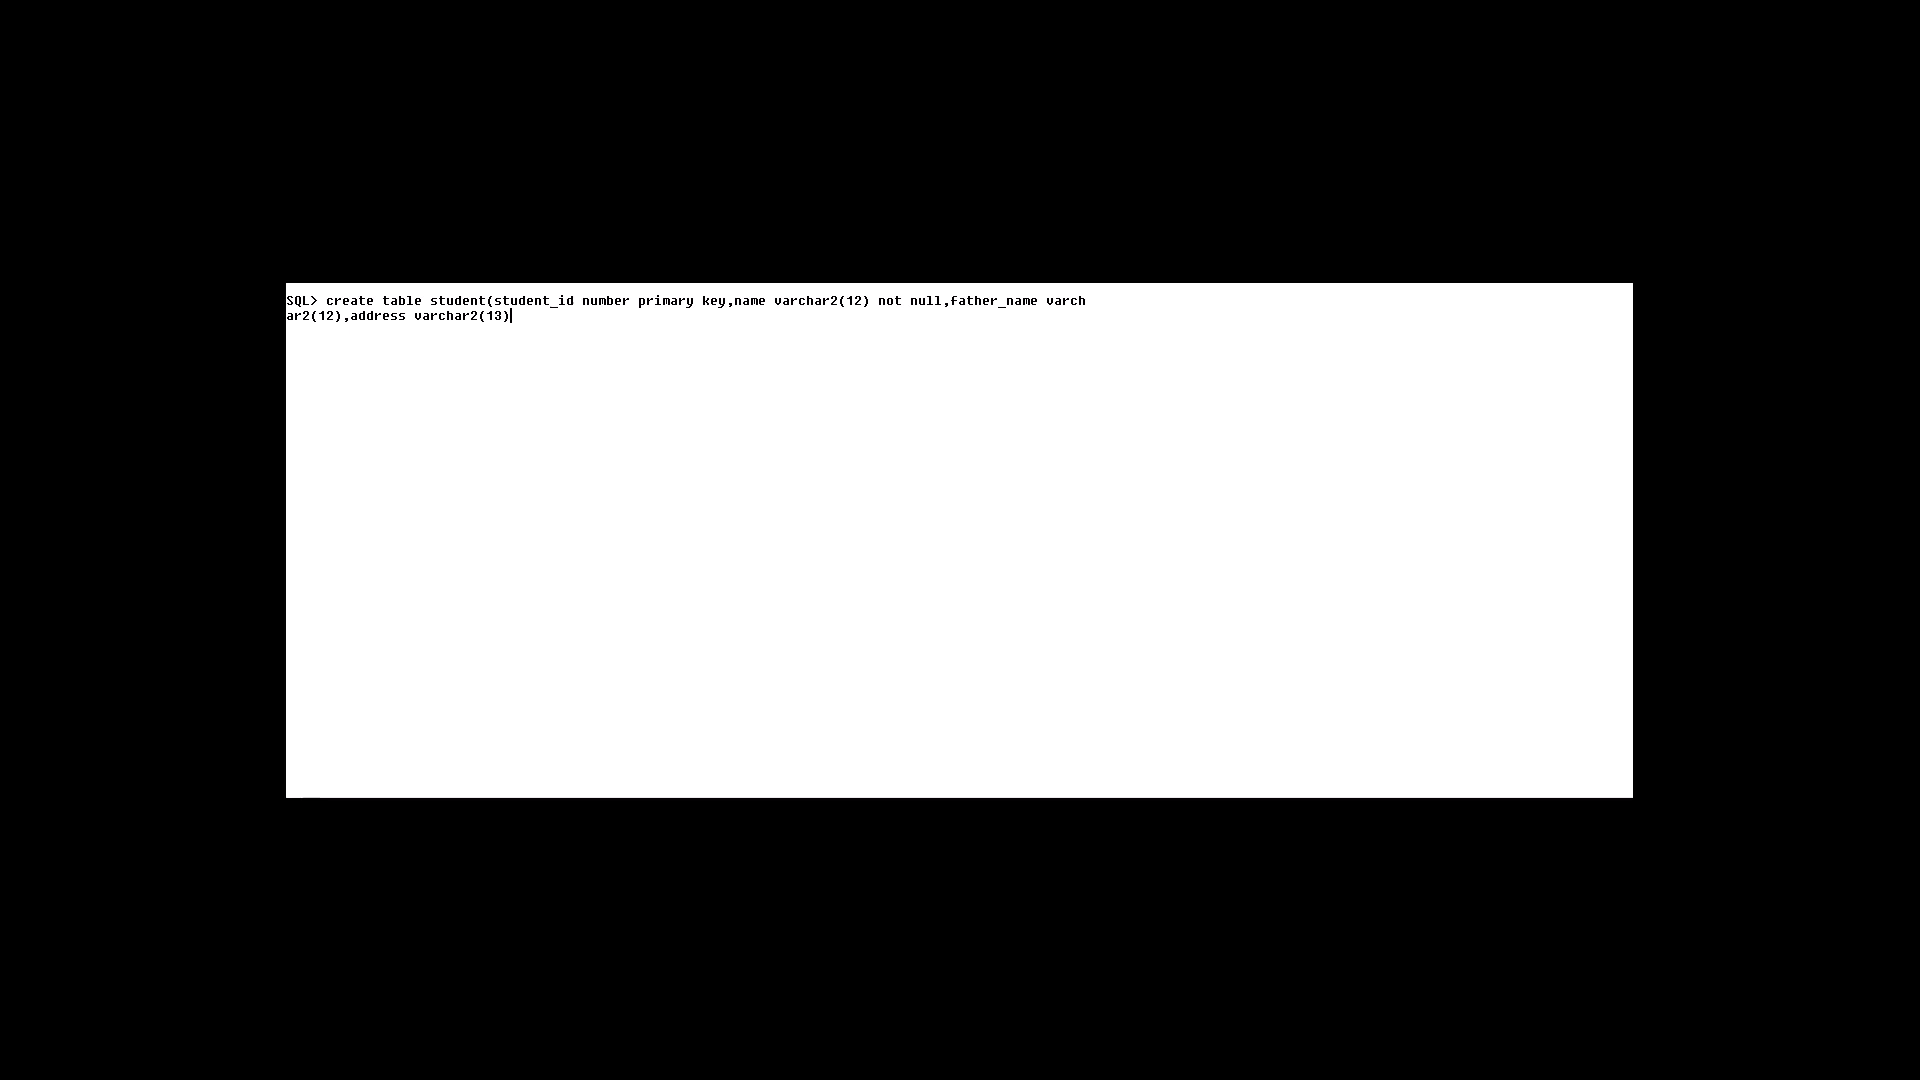 SQL> create table student(student_id number primary key,name varchar2(12) not null,father_name varch
ar2(12),address varchar2(13)